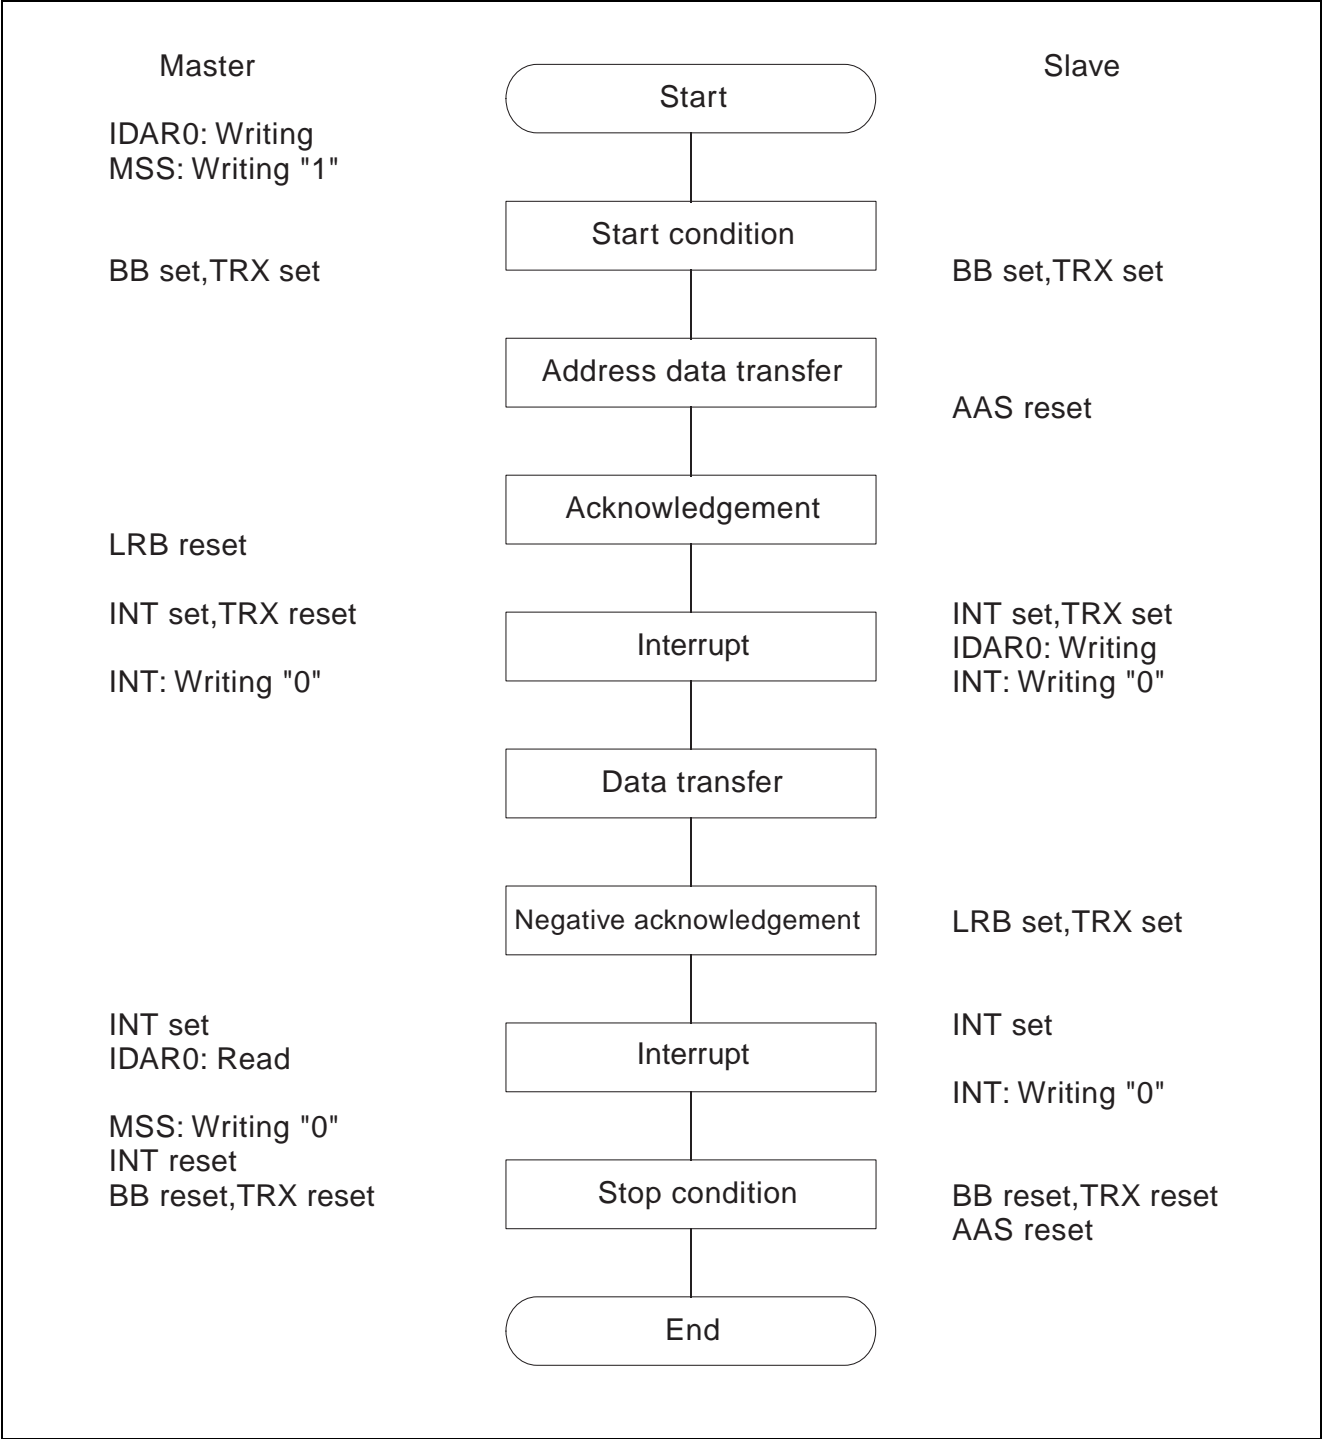 Master
Slave
Start
IDAR0: Writing
MSS: Writing "1"
Start condition
BB set,TRX set
BB set,TRX set
Address data transfer
AAS reset
Acknowledgement
LRB reset
INT set,TRX reset
INT set,TRX set
Interrupt
IDAR0: Writing
INT: Writing "0"
INT: Writing "0"
Data transfer
Negative acknowledgement
LRB set,TRX set
INT set
INT set
IDAR0: Read
Interrupt
INT: Writing "0"
MSS: Writing "0"
INT reset
BB reset,TRX reset
Stop condition
BB reset,TRX reset
AAS reset
End